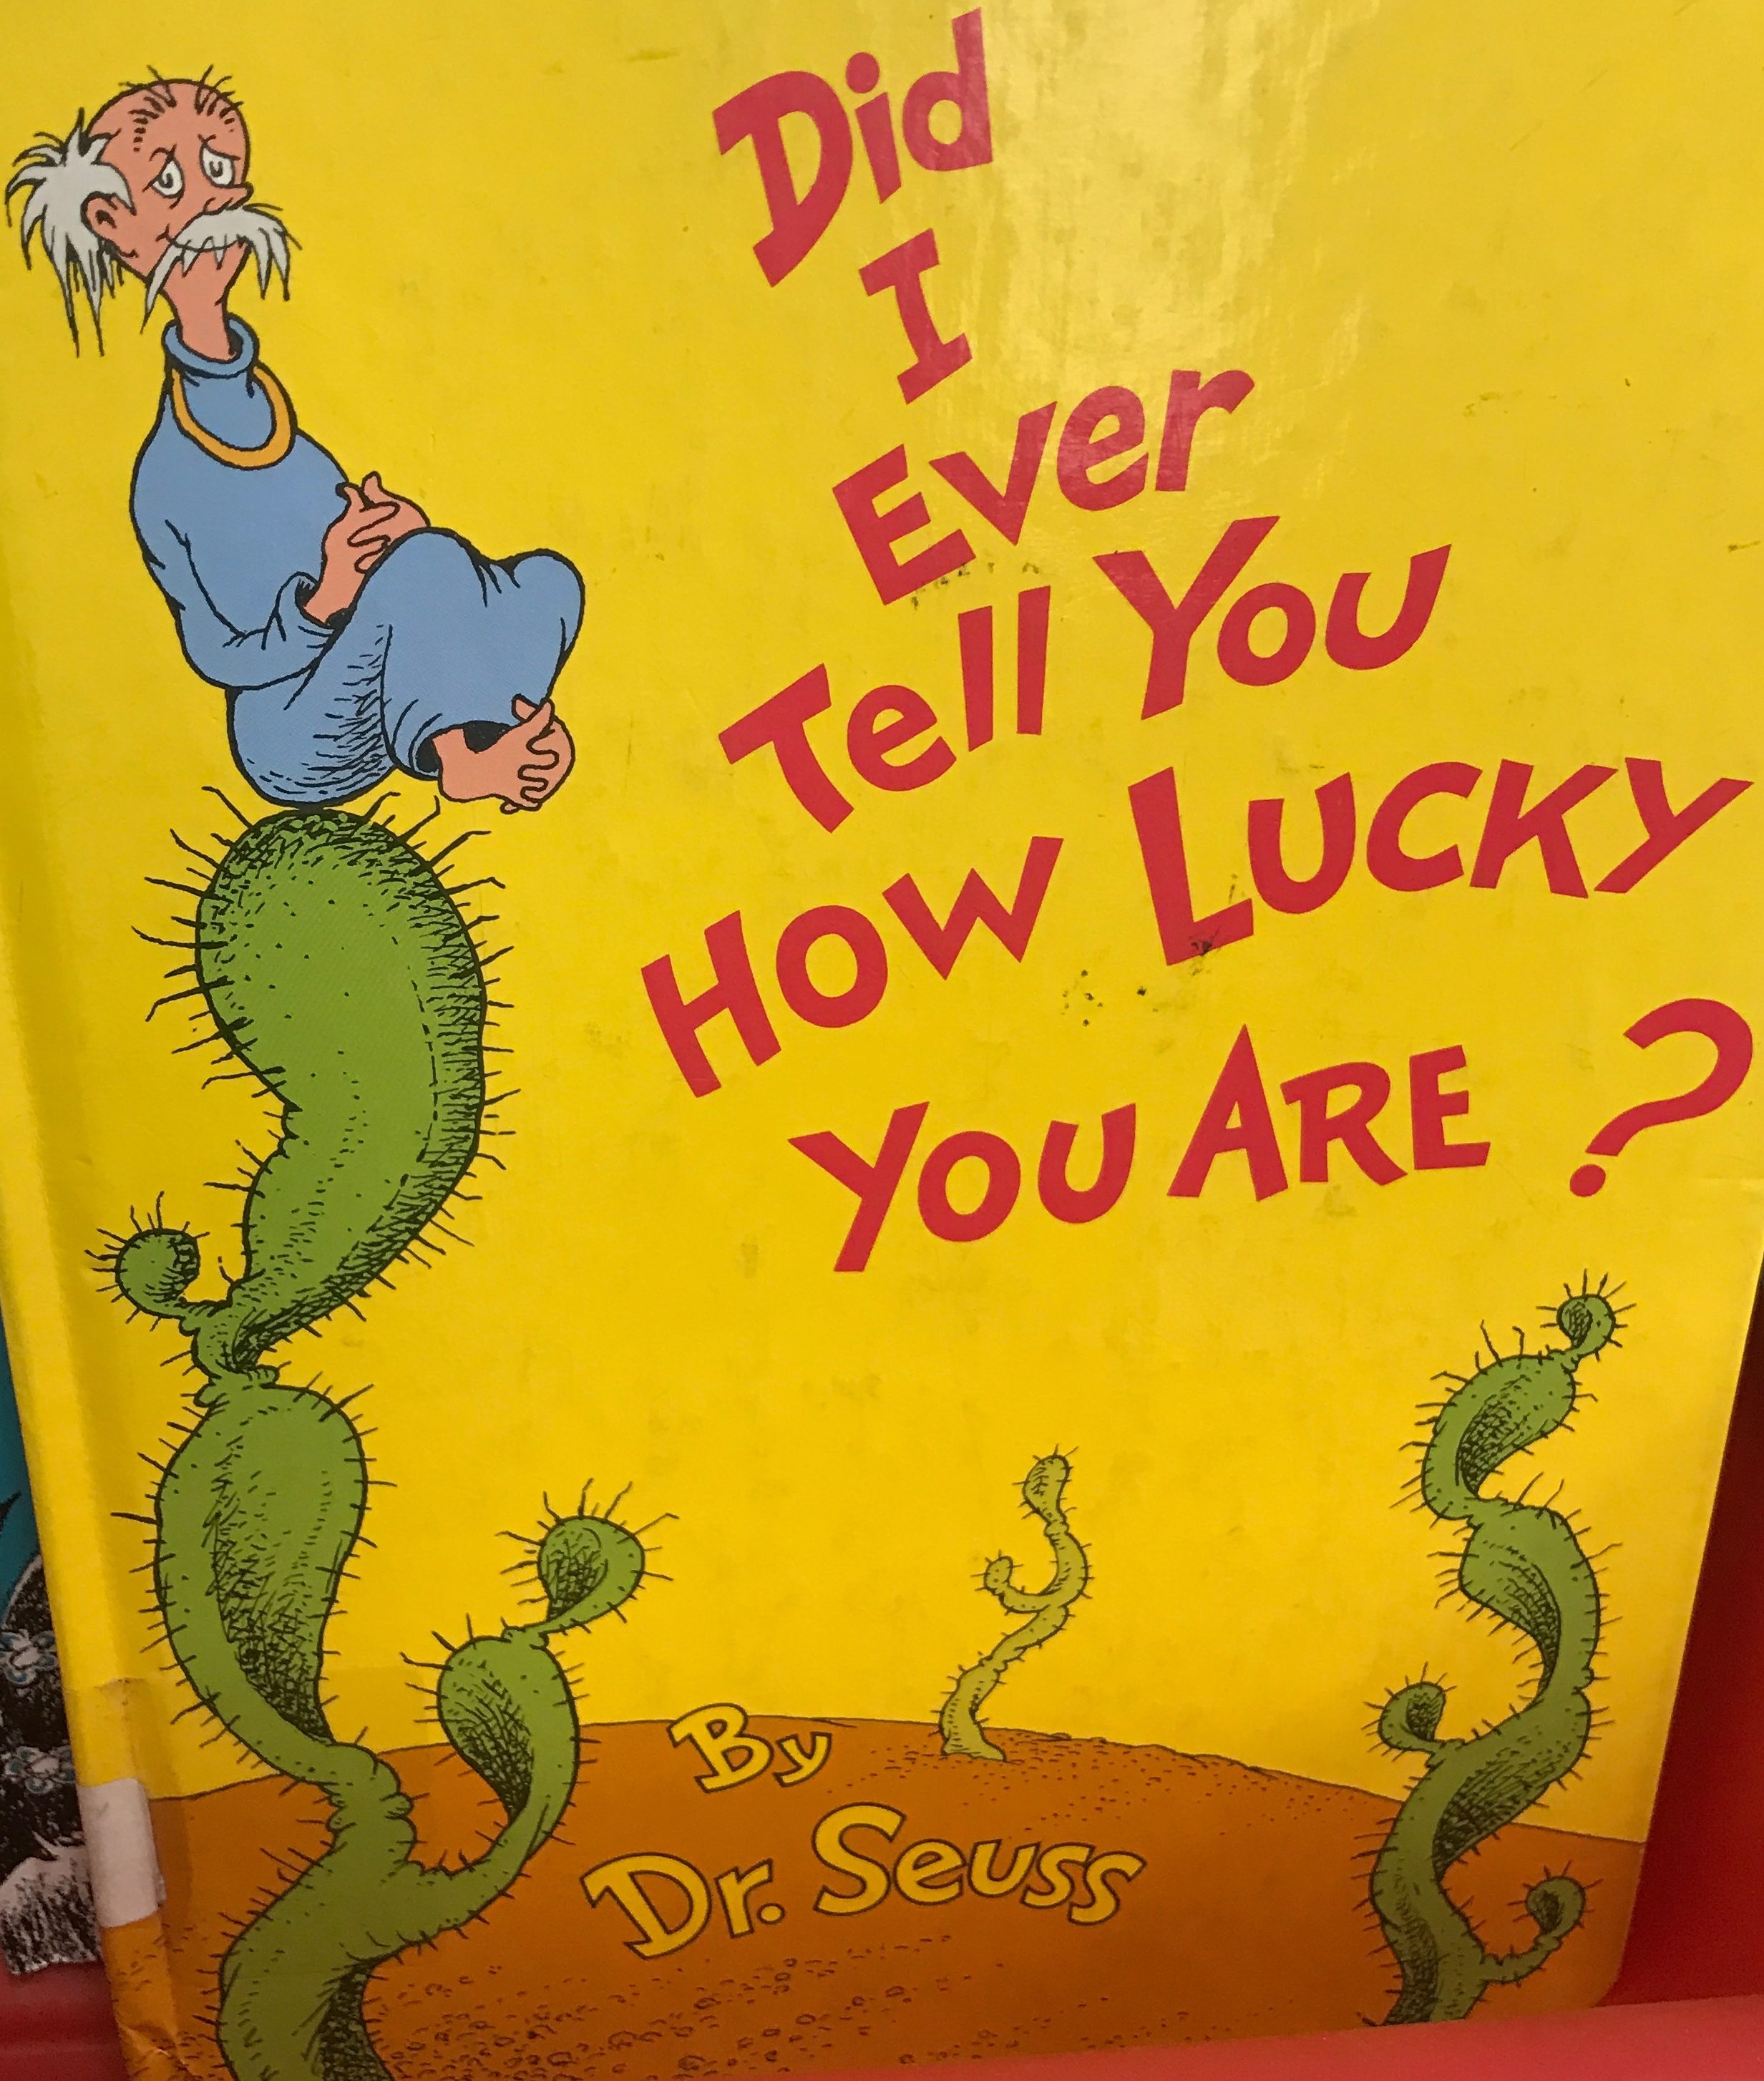 Did
I
Ever
Tell You
How Lucky
You Are?
By
Dr. Seuss